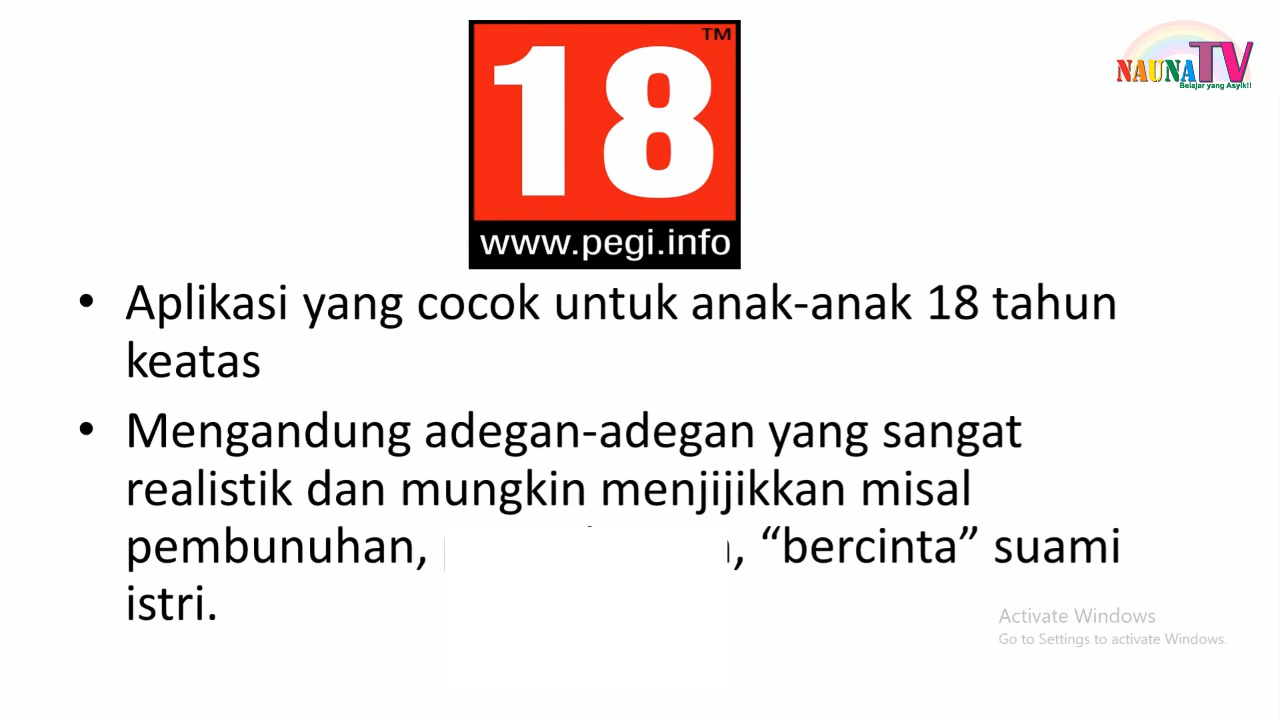 18
TM
www.pegi.info
NAUNATV
Belajar yang Asyik!!
• Aplikasi yang cocok untuk anak-anak 18 tahun
keatas
• Mengandung adegan-adegan yang sangat
realistik dan mungkin menjijikkan misal
pembunuhan, , “bercinta” suami
istri.
Activate Windows
Go to Settings to activate Windows.